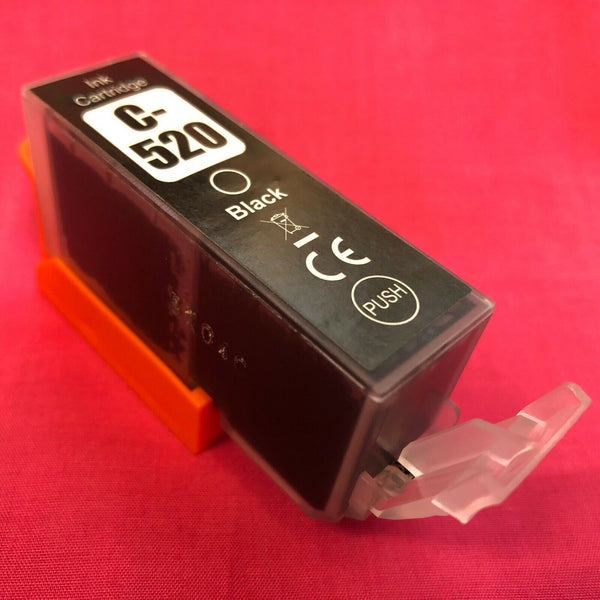 Ink
Cartridge
C-
520
Black
CE
PUSH